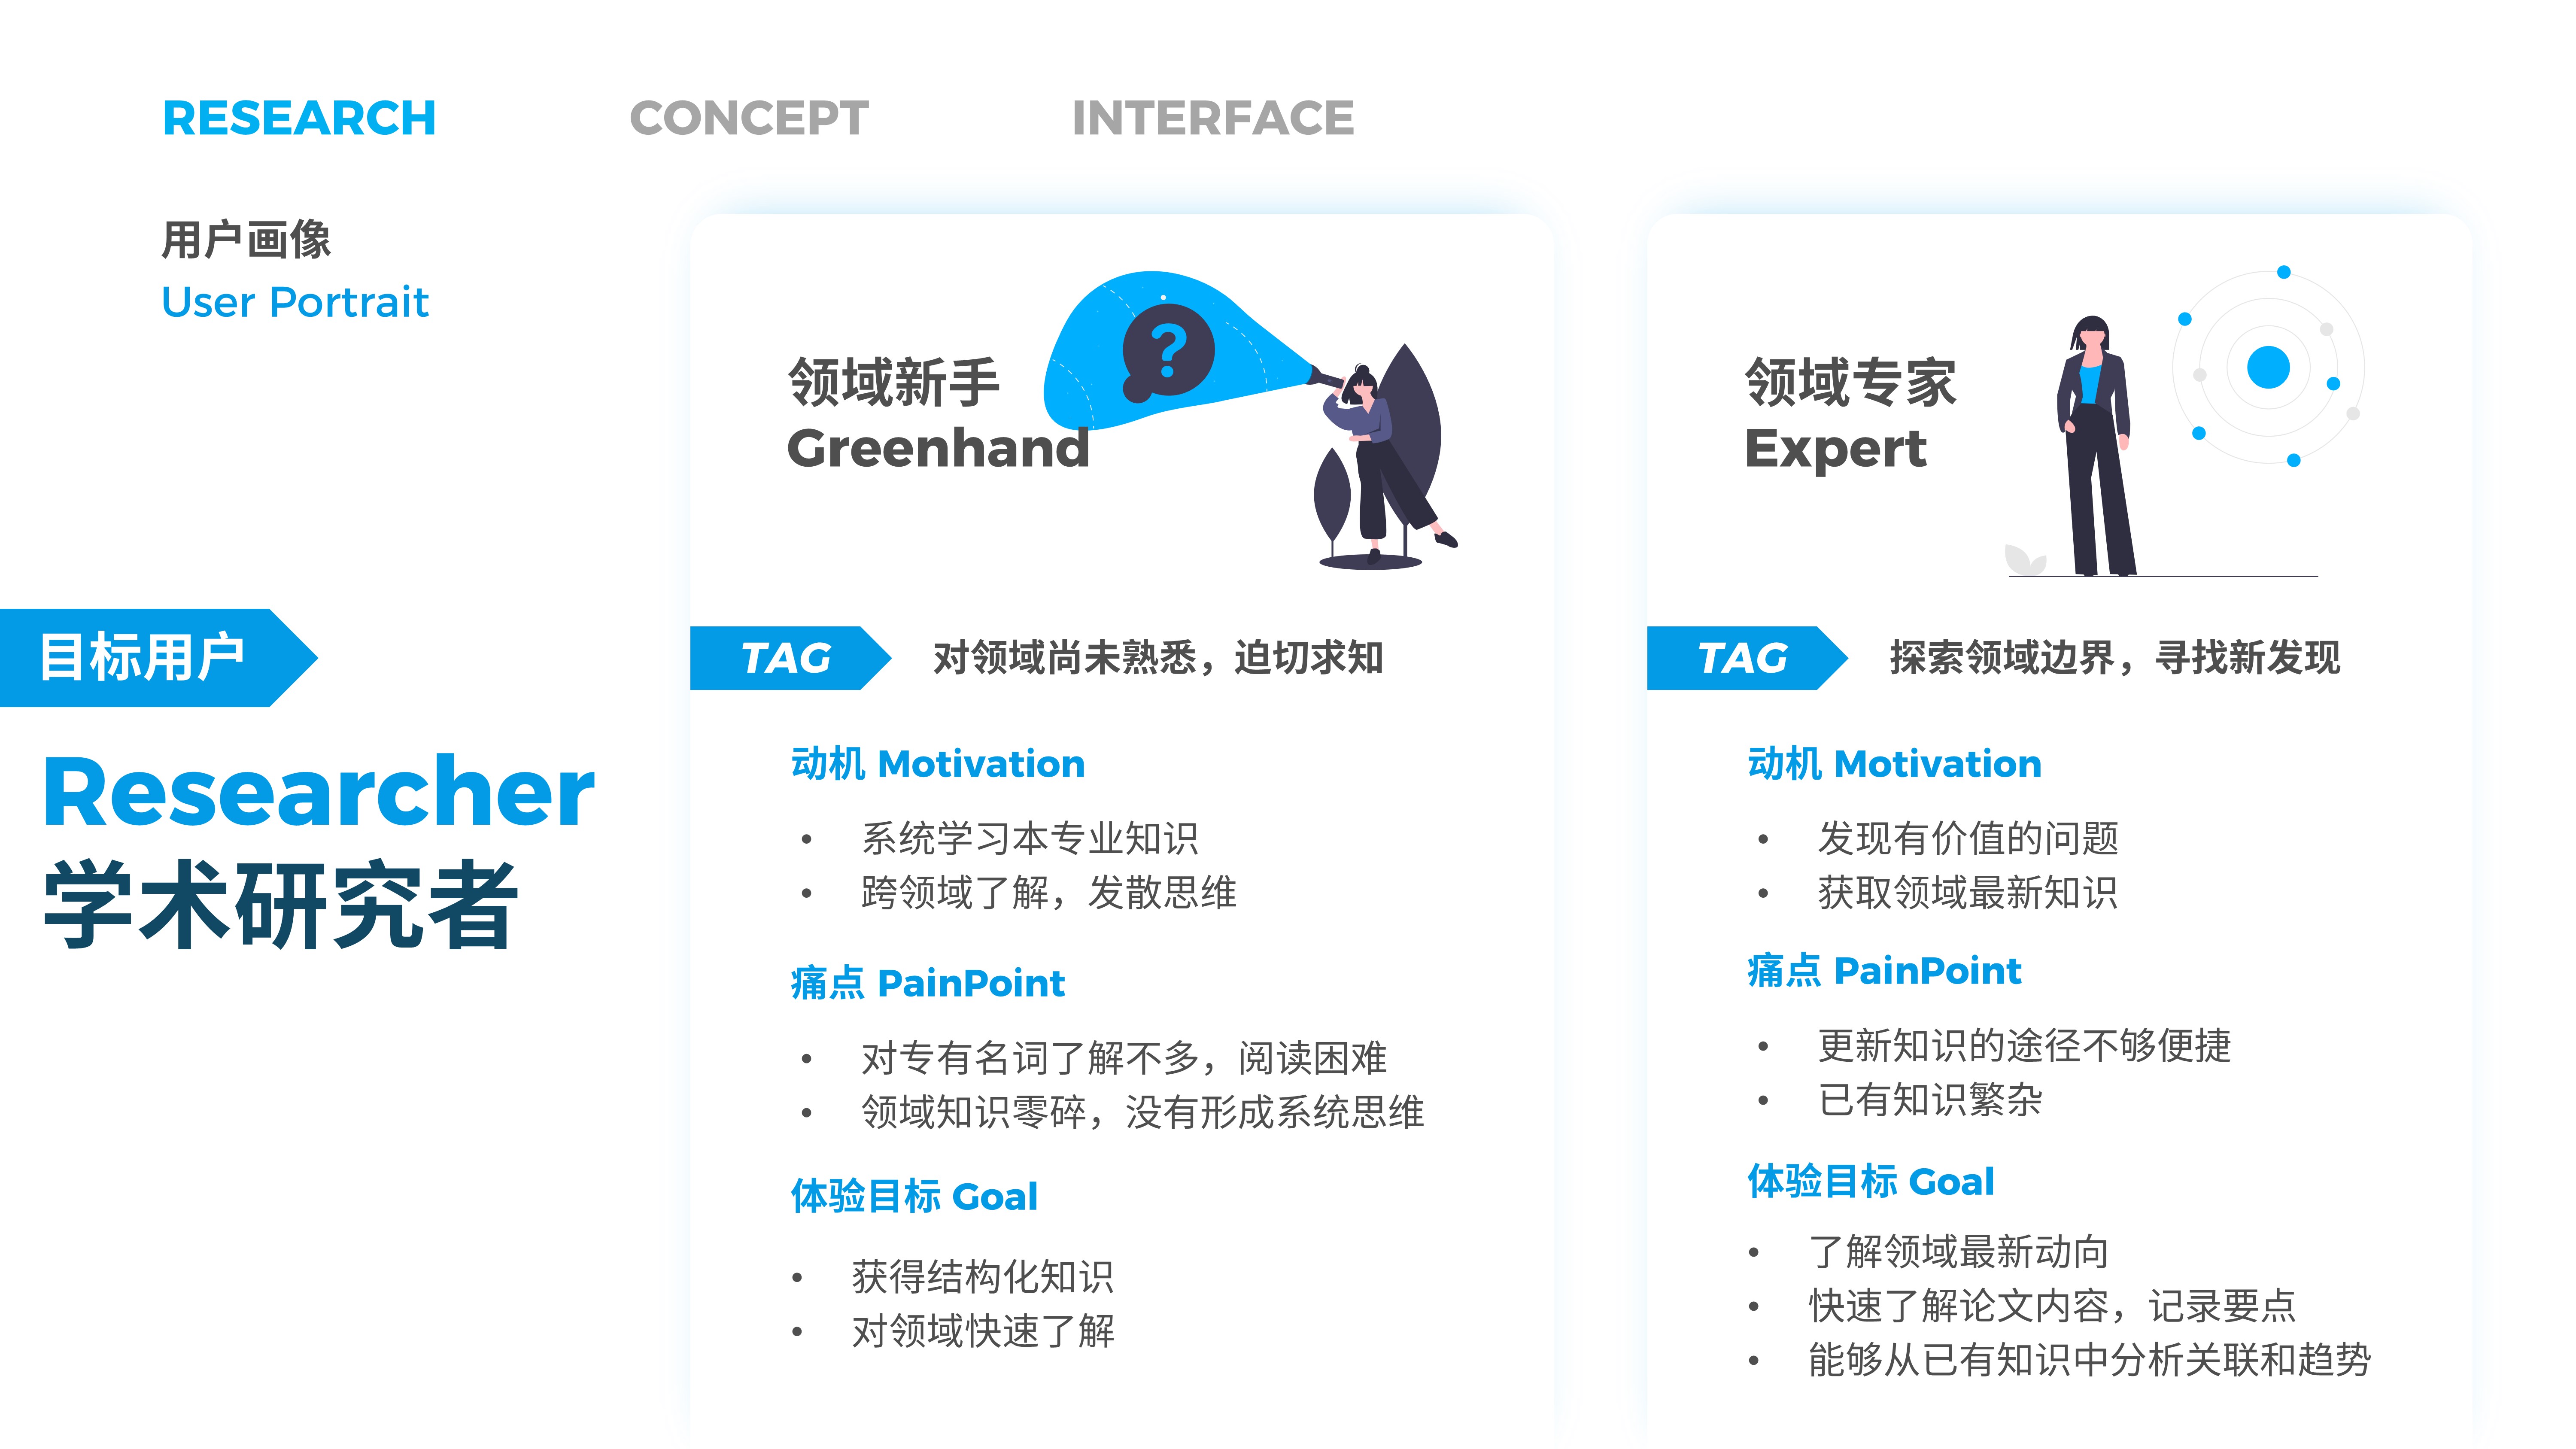 RESEARCH
CONCEPT
INTERFACE
用户画像
User Portrait
目标用户
Researcher
学术研究者
领域新手
Greenhand
?
TAG
对领域尚未熟悉，迫切求知
动机 Motivation
• 系统学习本专业知识
• 跨领域了解，发散思维
痛点 PainPoint
• 对专有名词了解不多，阅读困难
• 领域知识零碎，没有形成系统思维
体验目标 Goal
• 获得结构化知识
• 对领域快速了解
领域专家
Expert
TAG
探索领域边界，寻找新发现
动机 Motivation
• 发现有价值的问题
• 获取领域最新知识
痛点 PainPoint
• 更新知识的途径不够便捷
• 已有知识繁杂
体验目标 Goal
• 了解领域最新动向
• 快速了解论文内容，记录要点
• 能够从已有知识中分析关联和趋势